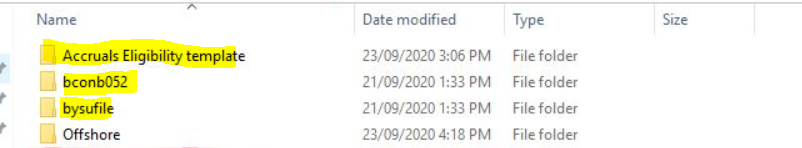 Name Date modified Type Size
Accruals Eligibility template 23/09/2020 3:06 PM File folder
bconb052 21/09/2020 1:33 PM File folder
bysufile 21/09/2020 1:33 PM File folder
Offshore 23/09/2020 4:18 PM File folder